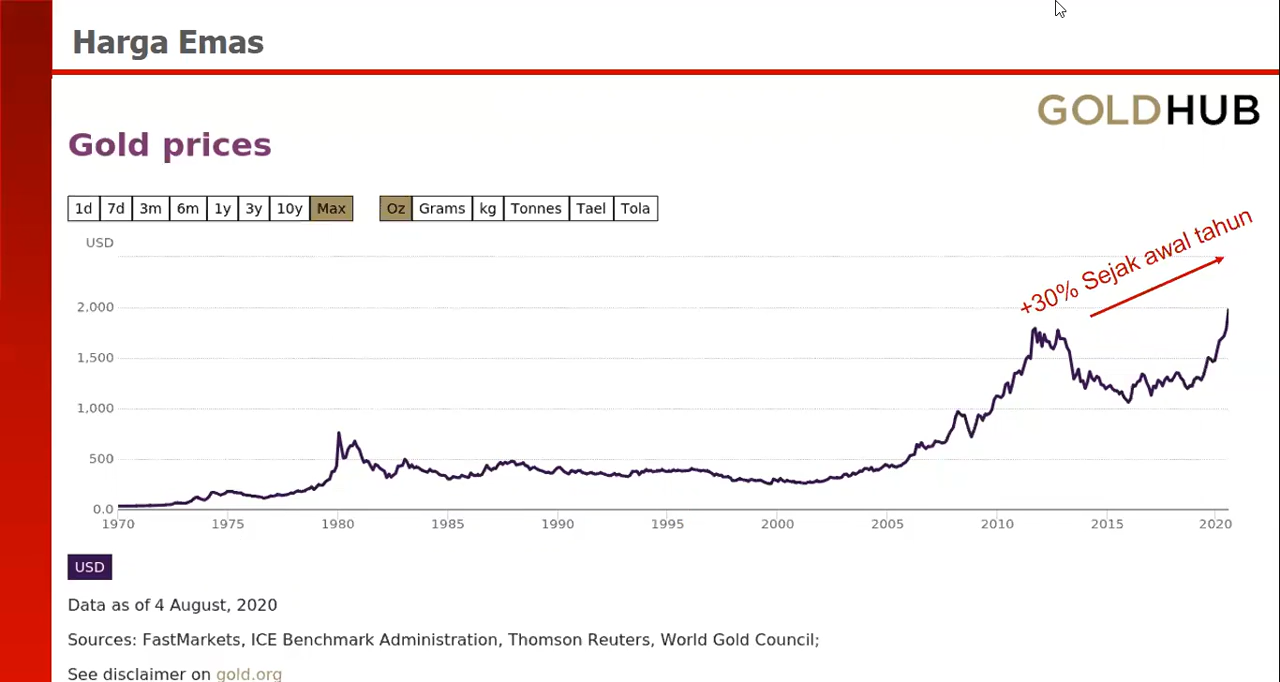 Harga Emas
GOLDHUB
Gold prices
1d 7d 3m 6m 1y 3y 10y Max Oz Grams kg Tonnes Tael Tola
USD
+30% Sejak awal tahun
2,000
1,500
1,000
500
0.0
1970 1975 1980 1985 1990 1995 2000 2005 2010 2015 2020
USD
Data as of 4 August, 2020
Sources: FastMarkets, ICE Benchmark Administration, Thomson Reuters, World Gold Council;
See disclaimer on gold.org